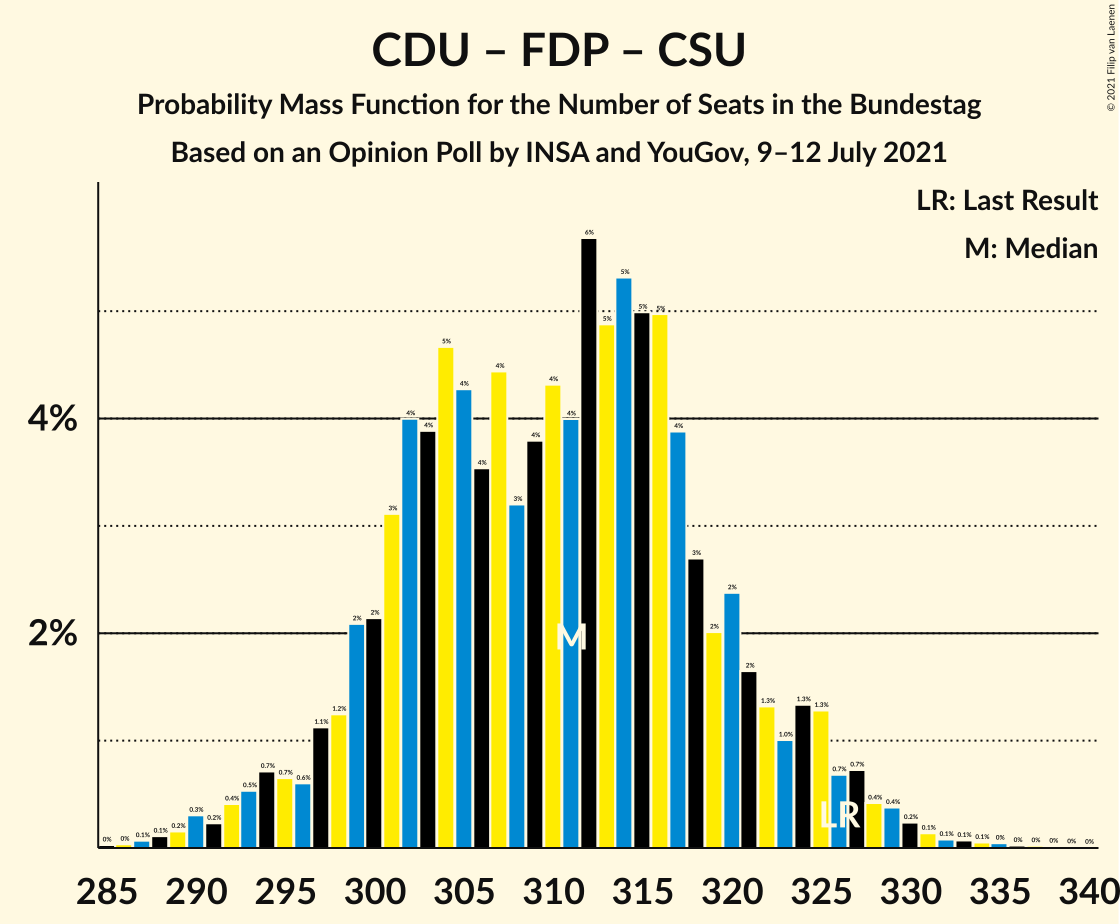 CDU – FDP – CSU
Probability Mass Function for the Number of Seats in the Bundestag
Based on an Opinion Poll by INSA and YouGov, 9–12 July 2021
© 2021 Filip van Laenen
LR: Last Result
M: Median
4%
2%
0% 0% 0.1% 0.1% 0.2% 0.3% 0.2% 0.4% 0.5% 0.7% 0.7% 0.6% 1.1% 1.2% 2% 2% 3% 4% 4% 5% 4% 4% 4% 3% 4% 4% 4% 6% 5% 5% 5% 5% 4% 3% 2% 2% 2% 1.3% 1.0% 1.3% 1.3% 0.7% 0.7% 0.4% 0.4% 0.2% 0.1% 0.1% 0.1% 0.1% 0% 0% 0% 0% 0% 0%
M
LR
285 290 295 300 305 310 315 320 325 330 335 340